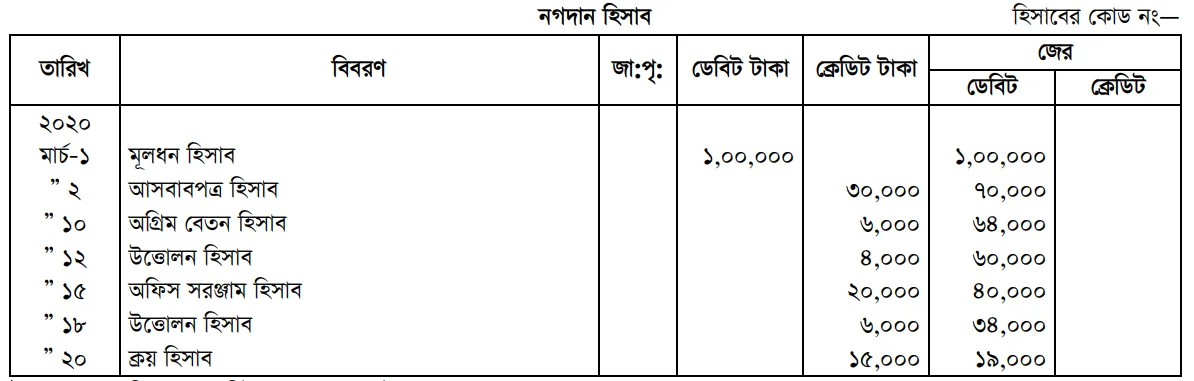 নগদান হিসাব হিসাবের কোড নং—
তারিখ বিবরণ জা:পৃ: ডেবিট টাকা ক্রেডিট টাকা জের
ডেবিট ক্রেডিট
২০২০
মার্চ-১ মূলধন হিসাব ১,০০,০০০ ১,০০,০০০
” ২ আসবাবপত্র হিসাব ৩০,০০০ ৭০,০০০
” ১০ অগ্রিম বেতন হিসাব ৬,০০০ ৬৪,০০০
” ১২ উত্তোলন হিসাব ৪,০০০ ৬০,০০০
” ১৫ অফিস সরঞ্জাম হিসাব ২০,০০০ ৪০,০০০
” ১৮ উত্তোলন হিসাব ৬,০০০ ৩৪,০০০
” ২০ ক্রয় হিসাব ১৫,০০০ ১৯,০০০